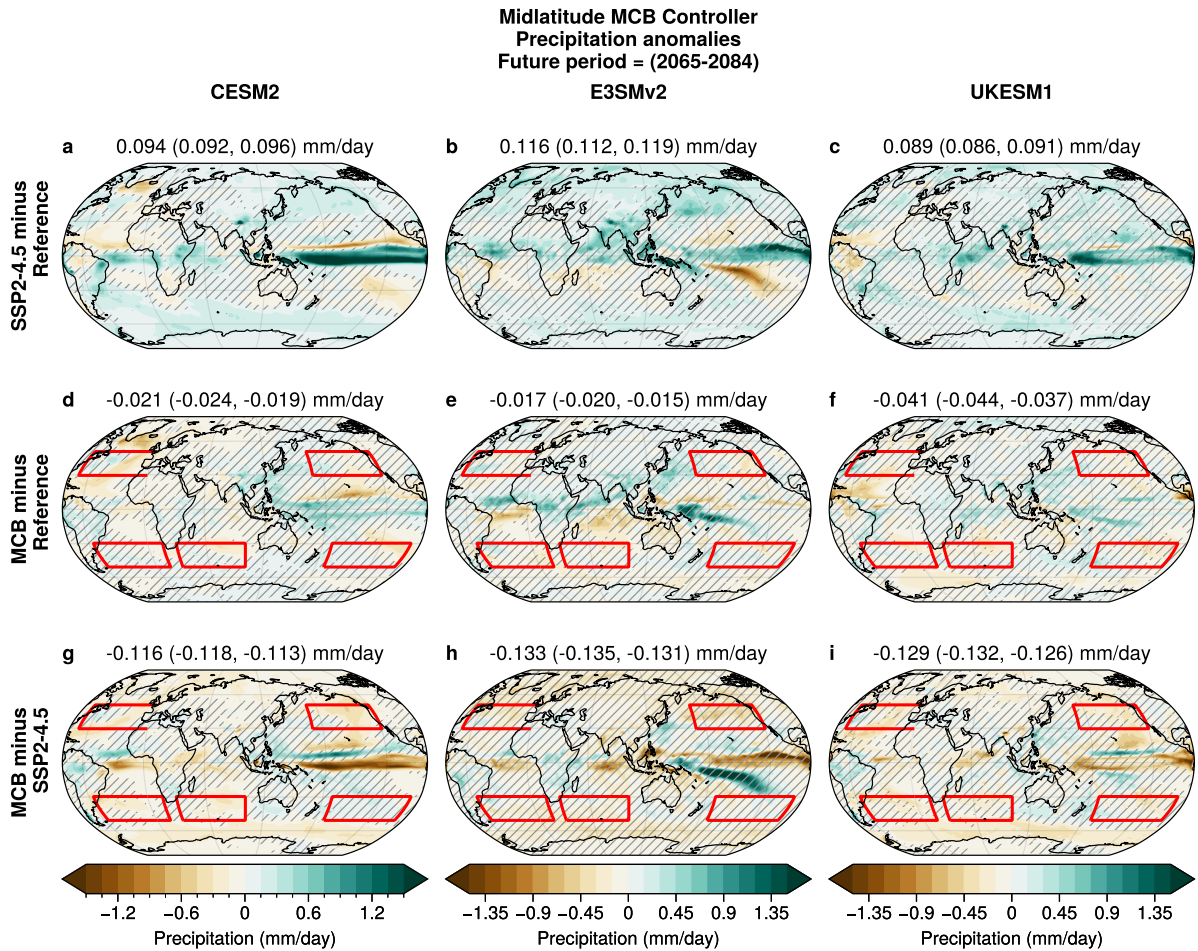 Midlatitude MCB Controller
Precipitation anomalies
Future period = (2065-2084)
CESM2 E3SMv2 UKESM1
SSP2-4.5 minus
Reference
a 0.094 (0.092, 0.096) mm/day
b 0.116 (0.112, 0.119) mm/day
c 0.089 (0.086, 0.091) mm/day
MCB minus
Reference
d -0.021 (-0.024, -0.019) mm/day
e -0.017 (-0.020, -0.015) mm/day
f -0.041 (-0.044, -0.037) mm/day
MCB minus
SSP2-4.5
g -0.116 (-0.118, -0.113) mm/day
h -0.133 (-0.135, -0.131) mm/day
i -0.129 (-0.132, -0.126) mm/day
−1.2 −0.6 0 0.6 1.2
Precipitation (mm/day)
−1.35 −0.9 −0.45 0 0.45 0.9 1.35
Precipitation (mm/day)
−1.35 −0.9 −0.45 0 0.45 0.9 1.35
Precipitation (mm/day)